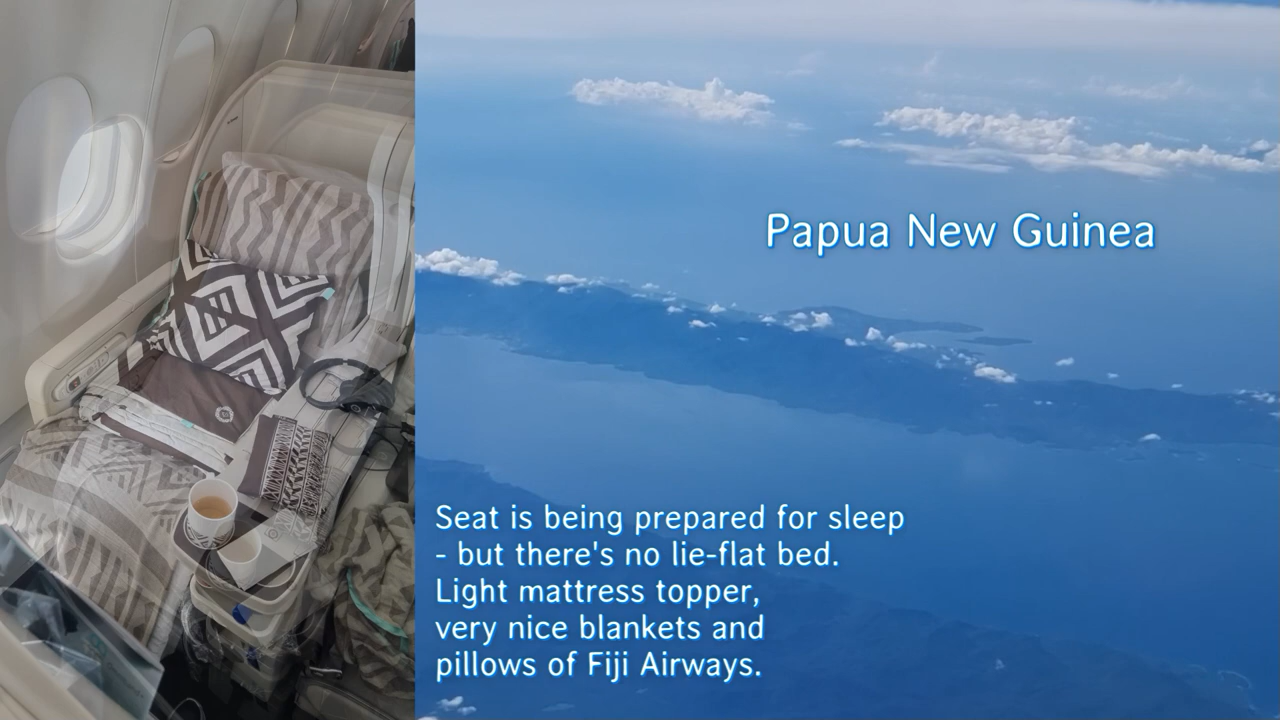 Papua New Guinea
Seat is being prepared for sleep
- but there's no lie-flat bed.
Light mattress topper,
very nice blankets and
pillows of Fiji Airways.